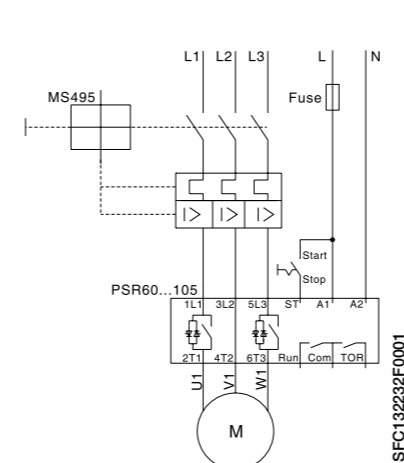 L1 L2 L3 L N
MS495
Fuse
I> I> I>
Start
Stop
PSR60...105
1L1 3L2 5L3 ST A1 A2
2T1 4T2 6T3 Run Com TOR
U1 V1 W1
M
SFC132232F0001